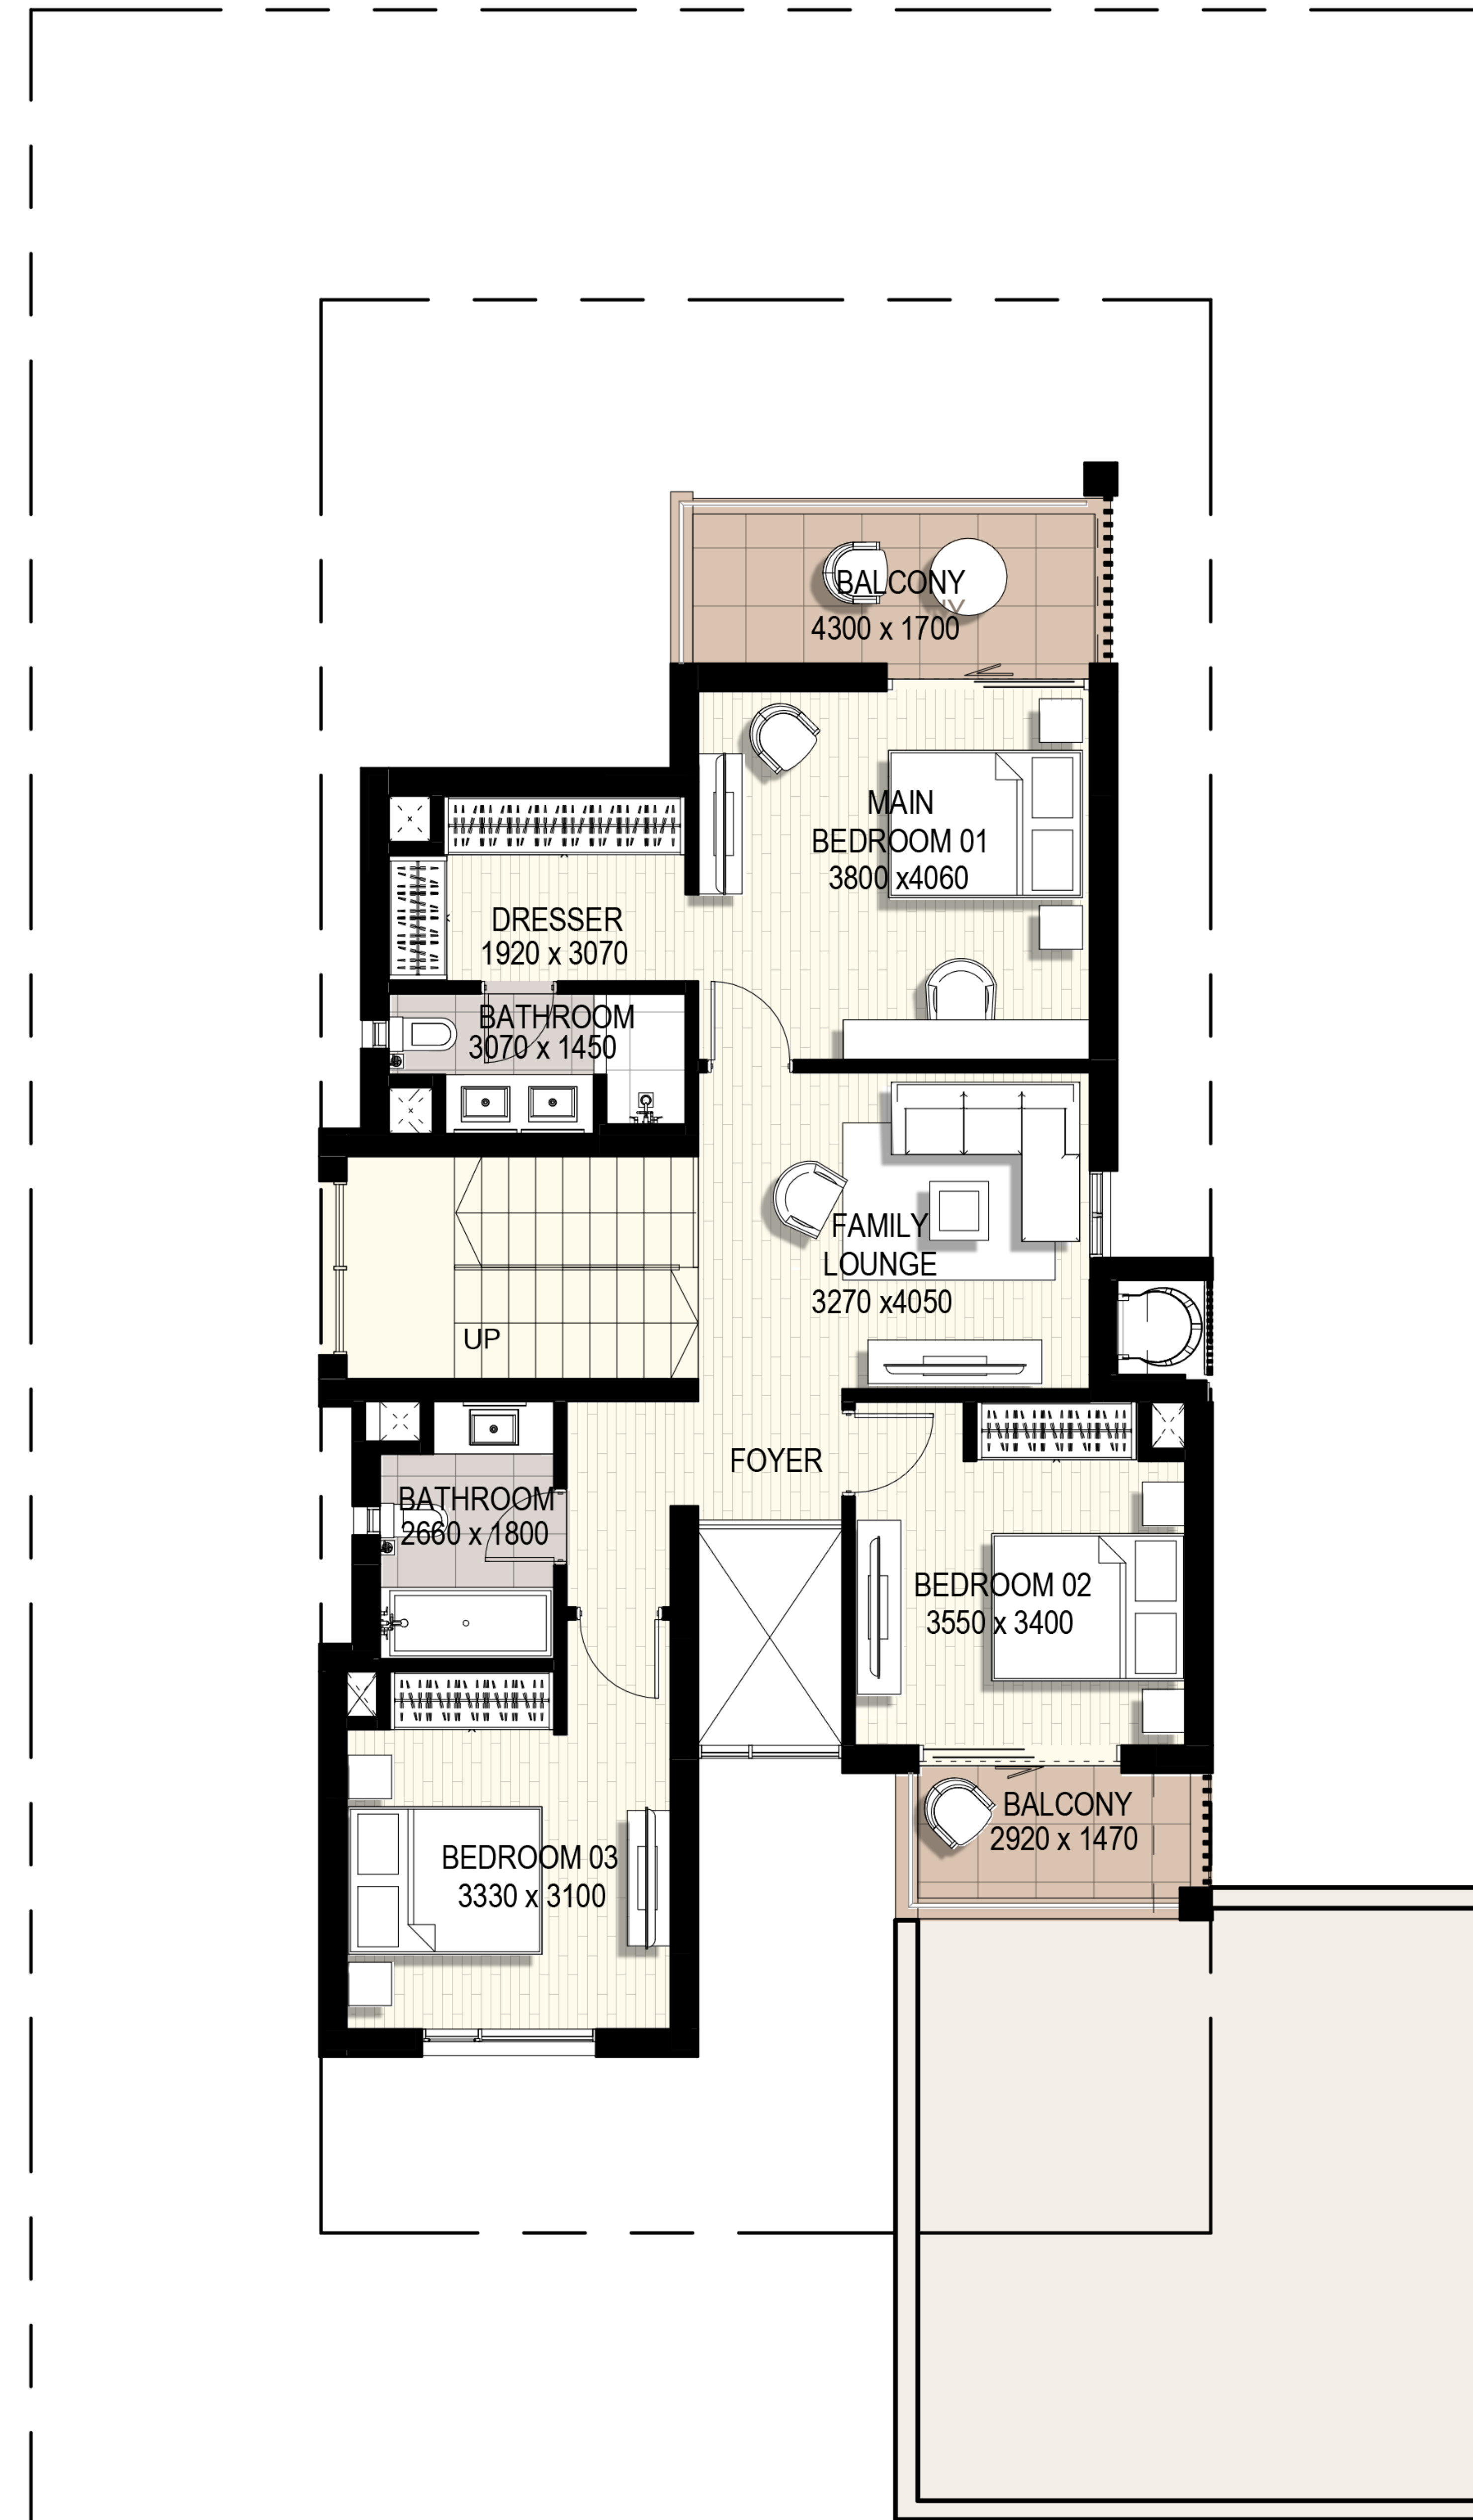 BALCONY
4300 x 1700
MAIN
BEDROOM 01
3800 x4060
DRESSER
1920 x 3070
BATHROOM
3070 x 1450
FAMILY
LOUNGE
3270 x4050
UP
FOYER
BATHROOM
2660 x 1800
BEDROOM 02
3550 x 3400
BALCONY
2920 x 1470
BEDROOM 03
3330 x 3100